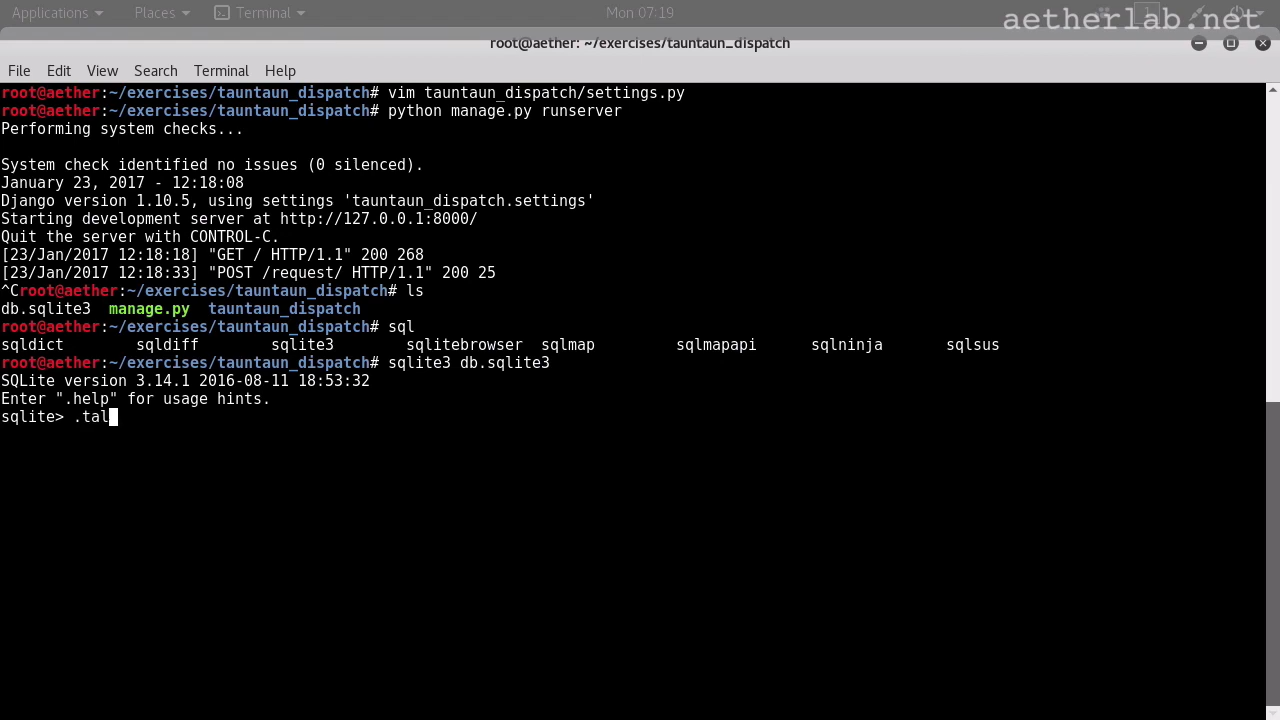 Applications Places Terminal Mon 07:19 1 aetherlab.net
root@aether: ~/exercises/tauntaun_dispatch
File Edit View Search Terminal Help
root@aether:~/exercises/tauntaun_dispatch# vim tauntaun_dispatch/settings.py
root@aether:~/exercises/tauntaun_dispatch# python manage.py runserver
Performing system checks...
System check identified no issues (0 silenced).
January 23, 2017 - 12:18:08
Django version 1.10.5, using settings 'tauntaun_dispatch.settings'
Starting development server at http://127.0.0.1:8000/
Quit the server with CONTROL-C.
[23/Jan/2017 12:18:18] "GET / HTTP/1.1" 200 268
[23/Jan/2017 12:18:33] "POST /request/ HTTP/1.1" 200 25
^Croot@aether:~/exercises/tauntaun_dispatch# ls
db.sqlite3 manage.py tauntaun_dispatch
root@aether:~/exercises/tauntaun_dispatch# sql
sqldict sqldiff sqlite3 sqlitebrowser sqlmap sqlmapapi sqlninja sqlsus
root@aether:~/exercises/tauntaun_dispatch# sqlite3 db.sqlite3
SQLite version 3.14.1 2016-08-11 18:53:32
Enter ".help" for usage hints.
sqlite> .tal